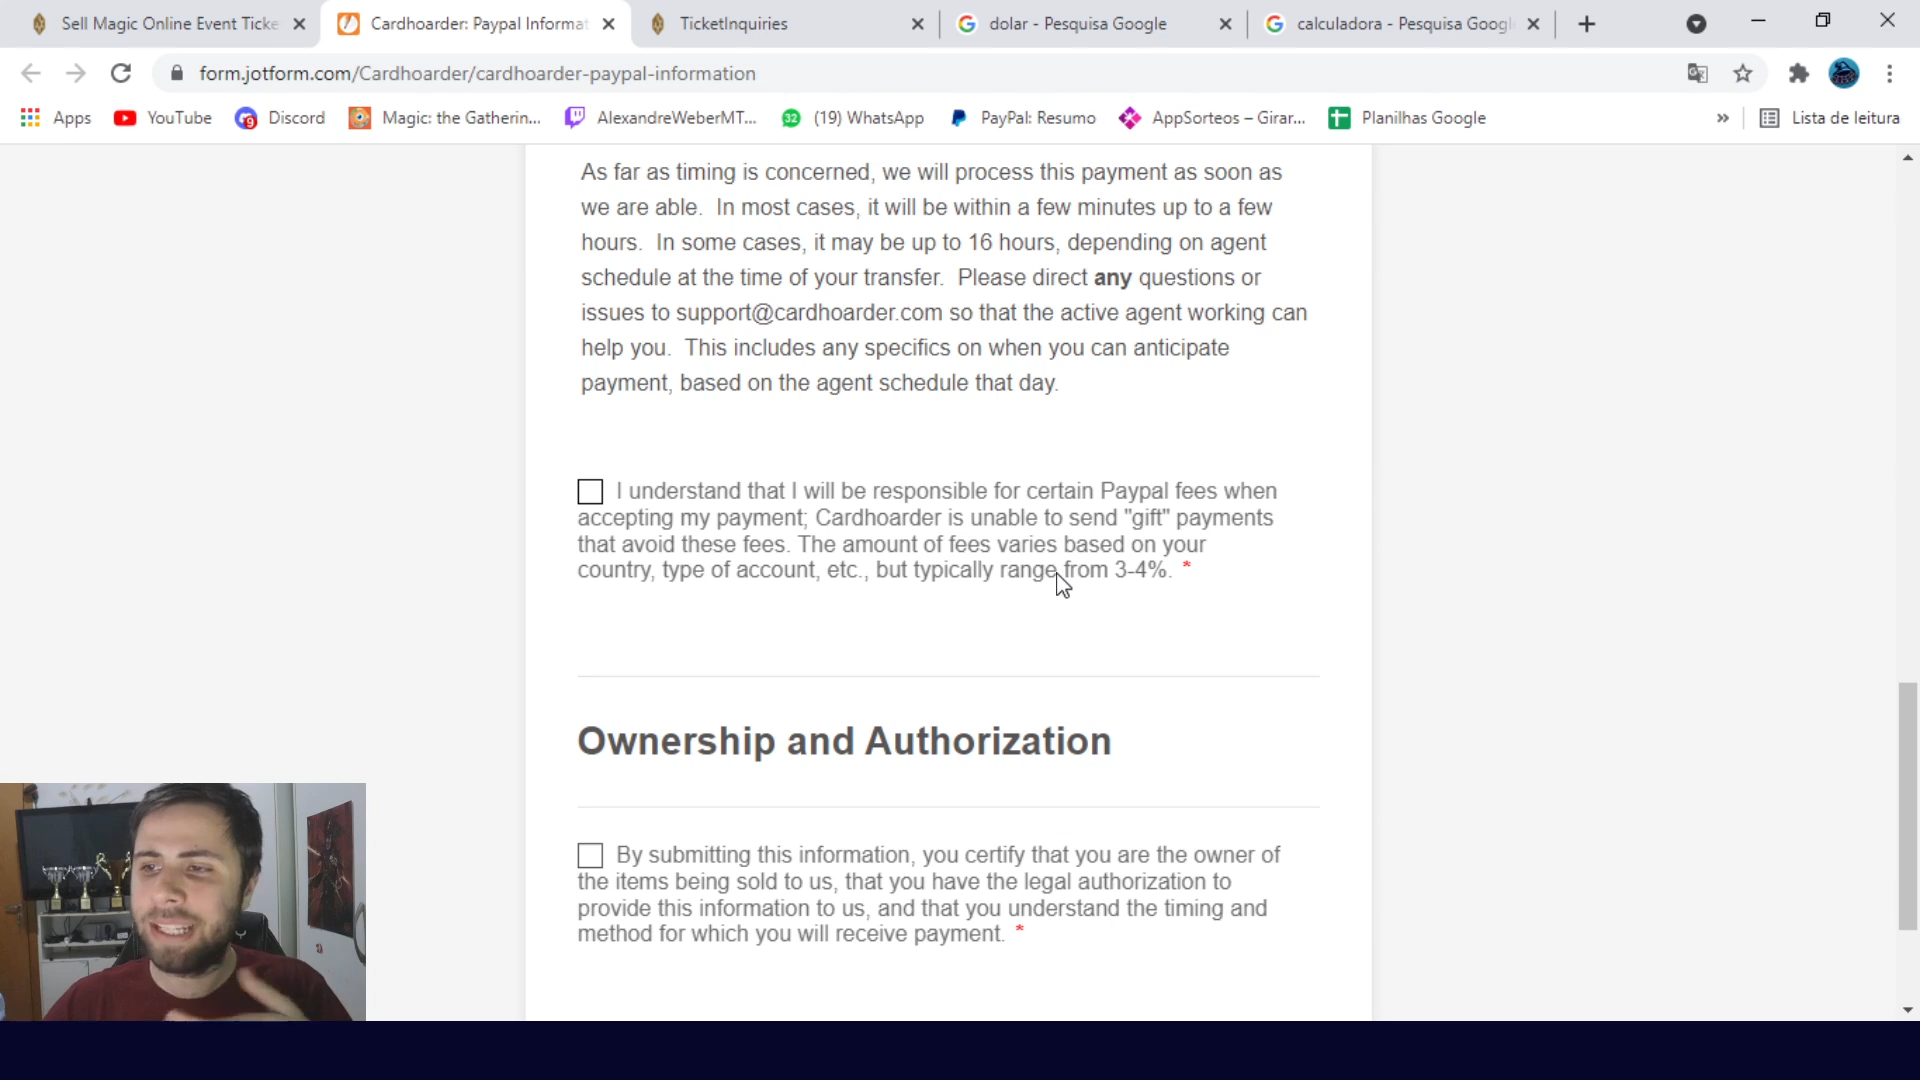 Sell Magic Online Event Ticke
Cardhoarder: Paypal Informat
TicketInquiries
dolar - Pesquisa Google
calculadora - Pesquisa Googl
form.jotform.com/Cardhoarder/cardhoarder-paypal-information
Apps
YouTube
9
Discord
Magic: the Gatherin...
AlexandreWeberMT...
32
(19) WhatsApp
PayPal: Resumo
AppSorteos – Girar...
Planilhas Google
»
Lista de leitura
As far as timing is concerned, we will process this payment as soon as
we are able. In most cases, it will be within a few minutes up to a few
hours. In some cases, it may be up to 16 hours, depending on agent
schedule at the time of your transfer. Please direct any questions or
issues to support@cardhoarder.com so that the active agent working can
help you. This includes any specifics on when you can anticipate
payment, based on the agent schedule that day.
I understand that I will be responsible for certain Paypal fees when
accepting my payment; Cardhoarder is unable to send "gift" payments
that avoid these fees. The amount of fees varies based on your
country, type of account, etc., but typically range from 3-4%. *
Ownership and Authorization
By submitting this information, you certify that you are the owner of
the items being sold to us, that you have the legal authorization to
provide this information to us, and that you understand the timing and
method for which you will receive payment. *